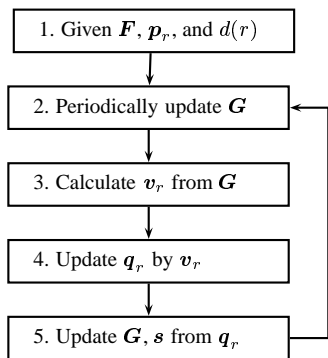 1. Given F, p_r, and d(r)
2. Periodically update G
3. Calculate v_r from G
4. Update q_r by v_r
5. Update G, s from q_r